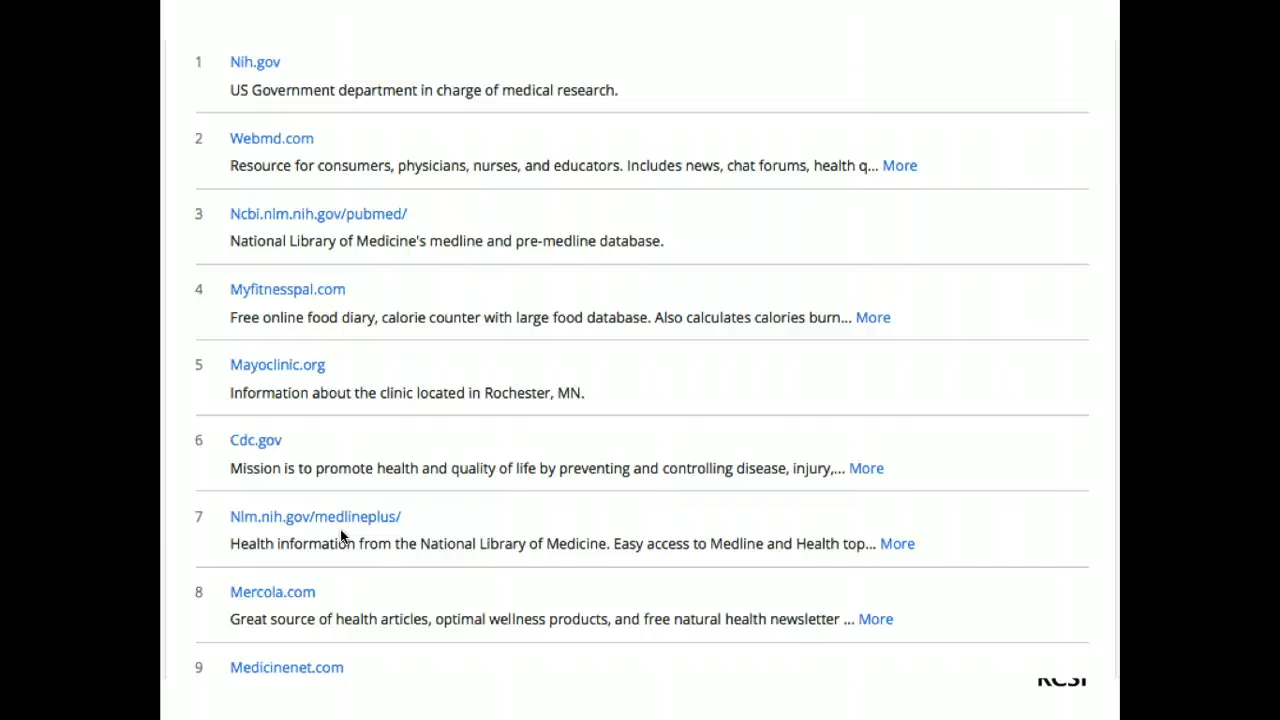 1 Nih.gov
US Government department in charge of medical research.
2 Webmd.com
Resource for consumers, physicians, nurses, and educators. Includes news, chat forums, health q... More
3 Ncbi.nlm.nih.gov/pubmed/
National Library of Medicine's medline and pre-medline database.
4 Myfitnesspal.com
Free online food diary, calorie counter with large food database. Also calculates calories burn... More
5 Mayoclinic.org
Information about the clinic located in Rochester, MN.
6 Cdc.gov
Mission is to promote health and quality of life by preventing and controlling disease, injury,... More
7 Nlm.nih.gov/medlineplus/
Health information from the National Library of Medicine. Easy access to Medline and Health top... More
8 Mercola.com
Great source of health articles, optimal wellness products, and free natural health newsletter ... More
9 Medicinenet.com